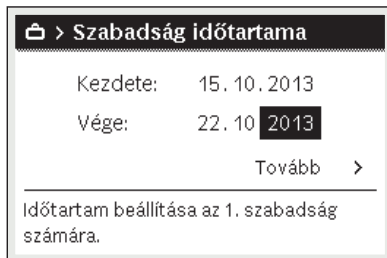 > Szabadság időtartama
Kezdete: 15.10.2013
Vége: 22.10 2013
Tovább >
Időtartam beállítása az 1. szabadság
számára.